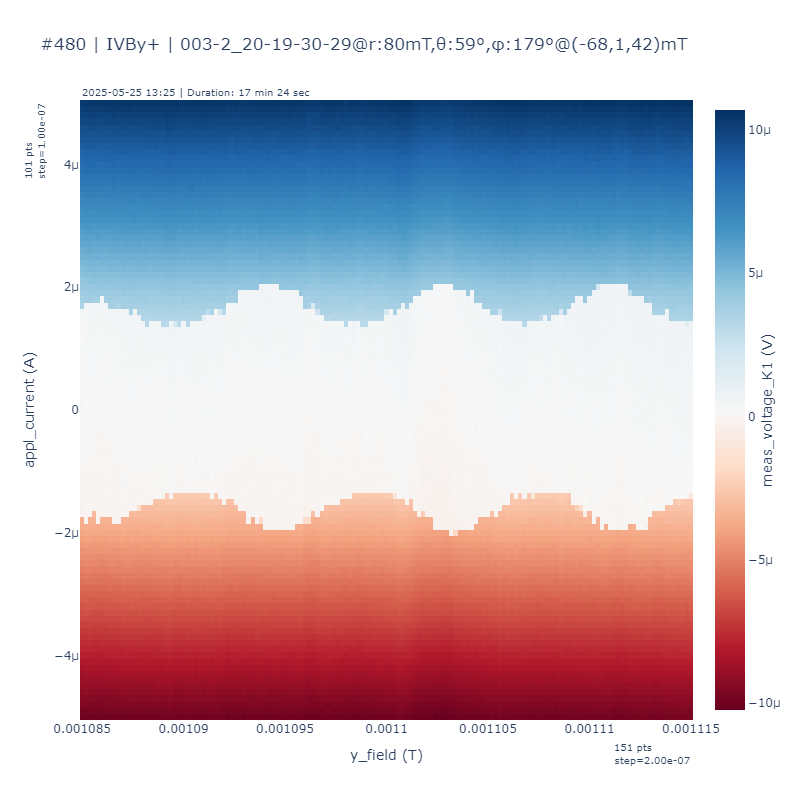 #480 | IVBy+ | 003-2_20-19-30-29@r:80mT,θ:59°,φ:179°@(-68,1,42)mT
2025-05-25 13:25 | Duration: 17 min 24 sec
101 pts
step=1.00e-07
4μ
2μ
0
−2μ
−4μ
appl_current (A)
0.001085
0.00109
0.001095
0.0011
0.001105
0.00111
0.001115
y_field (T)
151 pts
step=2.00e-07
10μ
5μ
0
−5μ
−10μ
meas_voltage_K1 (V)